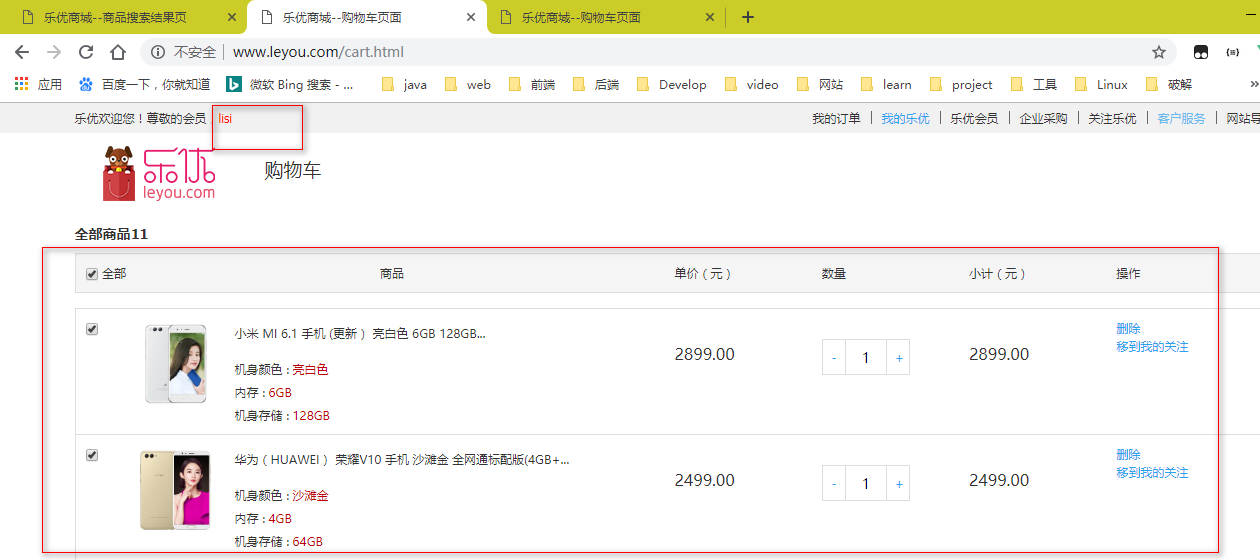 乐优商城--商品搜索结果页 乐优商城--购物车页面 乐优商城--购物车页面
不安全 www.leyou.com/cart.html
应用 百度一下,你就知道 微软 Bing 搜索 - ... java web 前端 后端 Develop video 网站 learn project 工具 Linux 破解 »
乐优欢迎您!尊敬的会员, lisi 我的订单 我的乐优 乐优会员 企业采购 关注乐优 客户服务 网站导
乐优 leyou.com
购物车
全部商品11
全部 商品 单价(元) 数量 小计(元) 操作
小米 MI 6.1 手机 (更新 ) 亮白色 6GB 128GB...
机身颜色 : 亮白色
内存 : 6GB
机身存储 : 128GB
2899.00 - 1 + 2899.00
删除
移到我的关注
华为 ( HUAWEI ) 荣耀V10 手机 沙滩金 全网通标配版(4GB+...
机身颜色 : 沙滩金
内存 : 4GB
机身存储 : 64GB
2499.00 - 1 + 2499.00
删除
移到我的关注